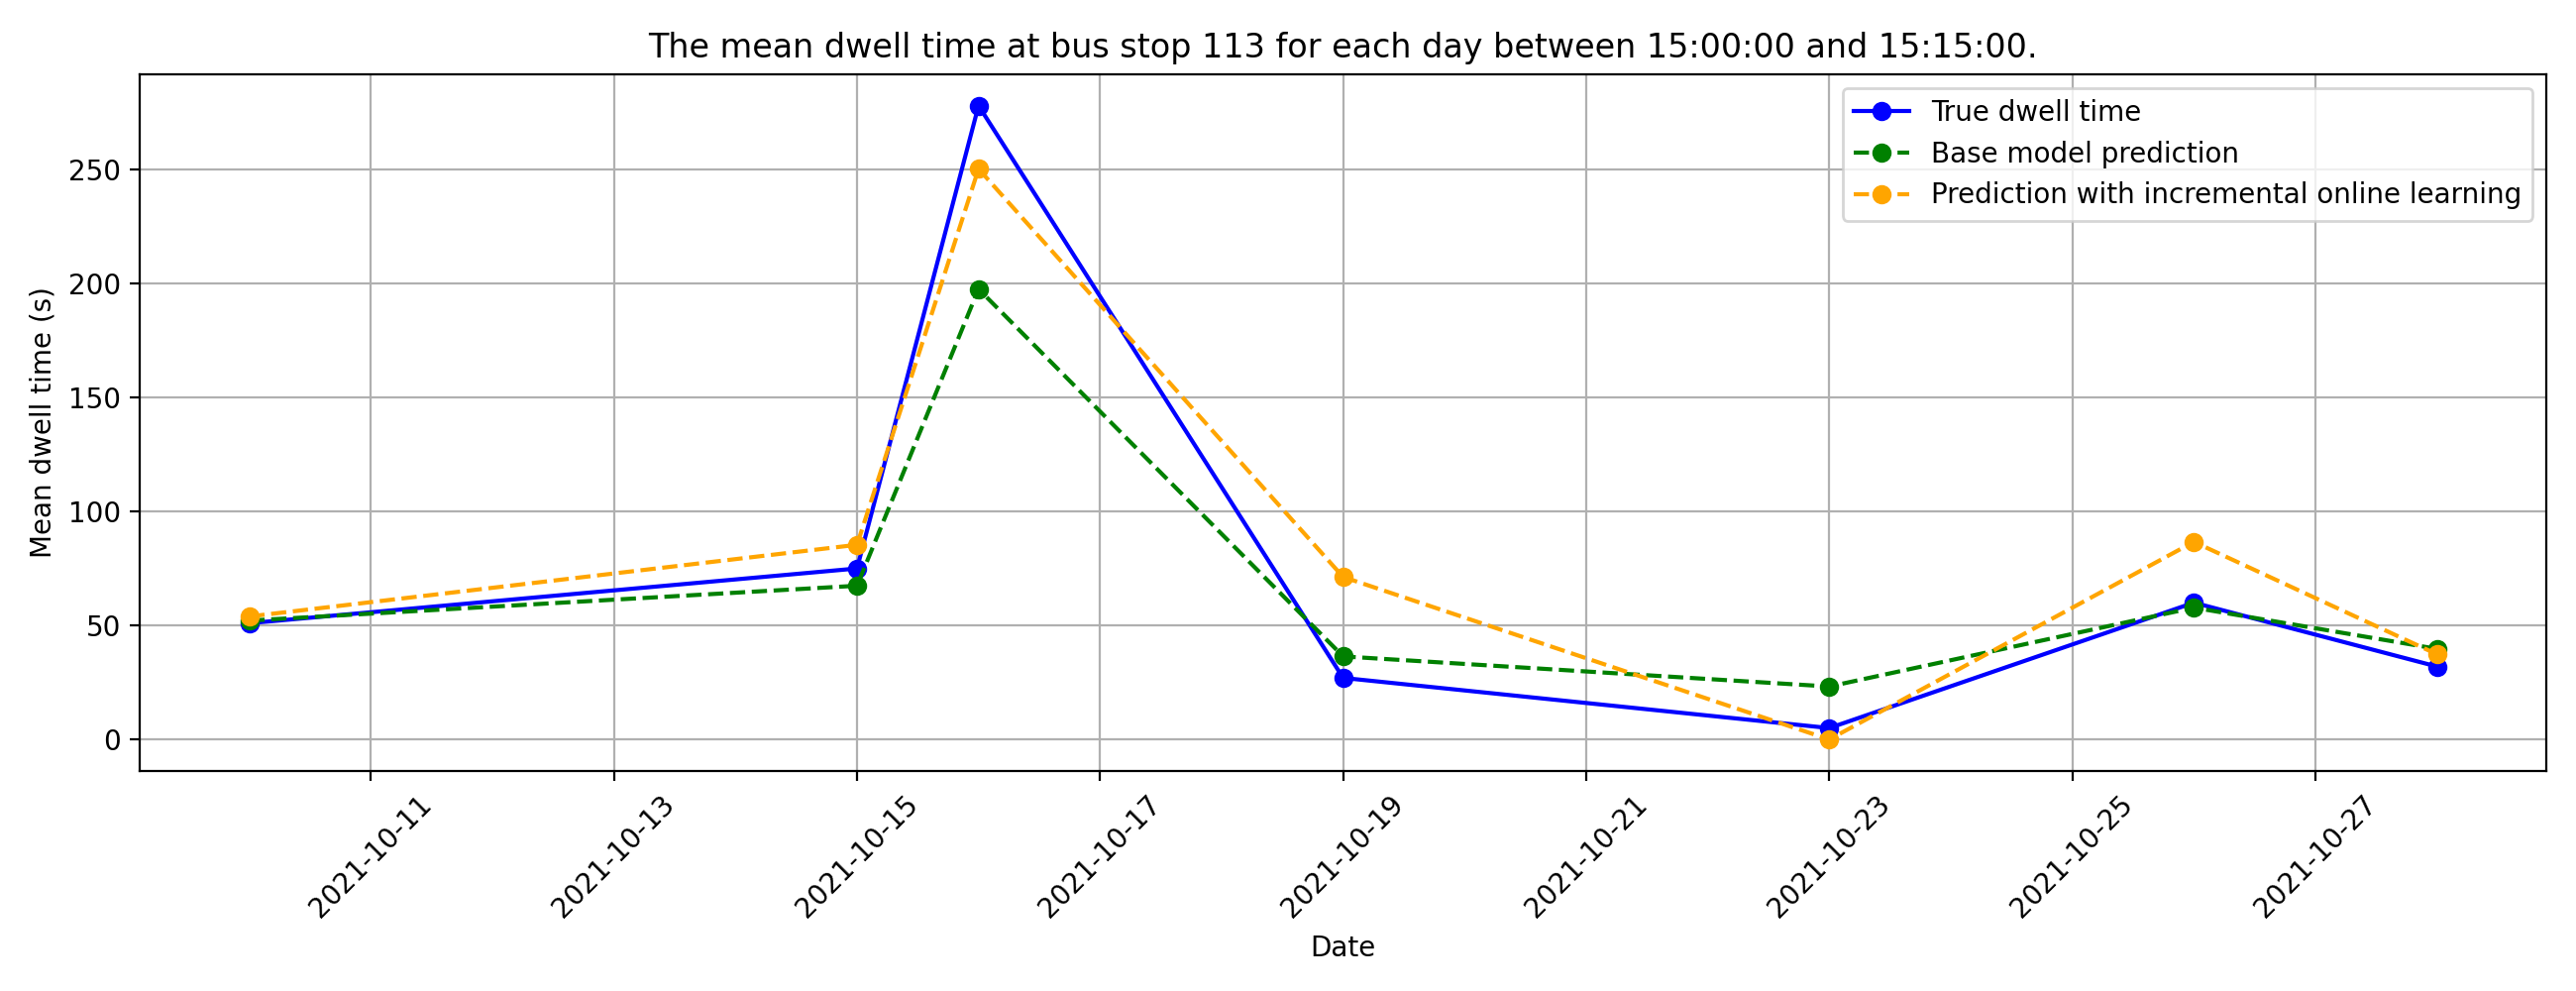 The mean dwell time at bus stop 113 for each day between 15:00:00 and 15:15:00.
True dwell time
Base model prediction
Prediction with incremental online learning
Mean dwell time (s)
250
200
150
100
50
0
2021-10-11
2021-10-13
2021-10-15
2021-10-17
2021-10-19
2021-10-21
2021-10-23
2021-10-25
2021-10-27
Date